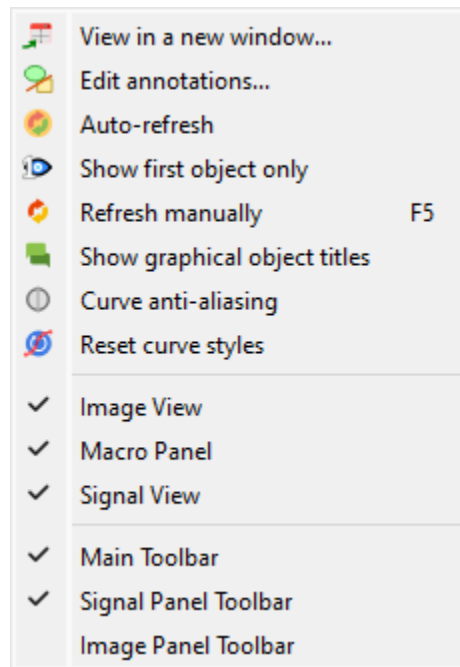 View in a new window...
Edit annotations...
Auto-refresh
Show first object only
Refresh manually F5
Show graphical object titles
Curve anti-aliasing
Reset curve styles
Image View
Macro Panel
Signal View
Main Toolbar
Signal Panel Toolbar
Image Panel Toolbar